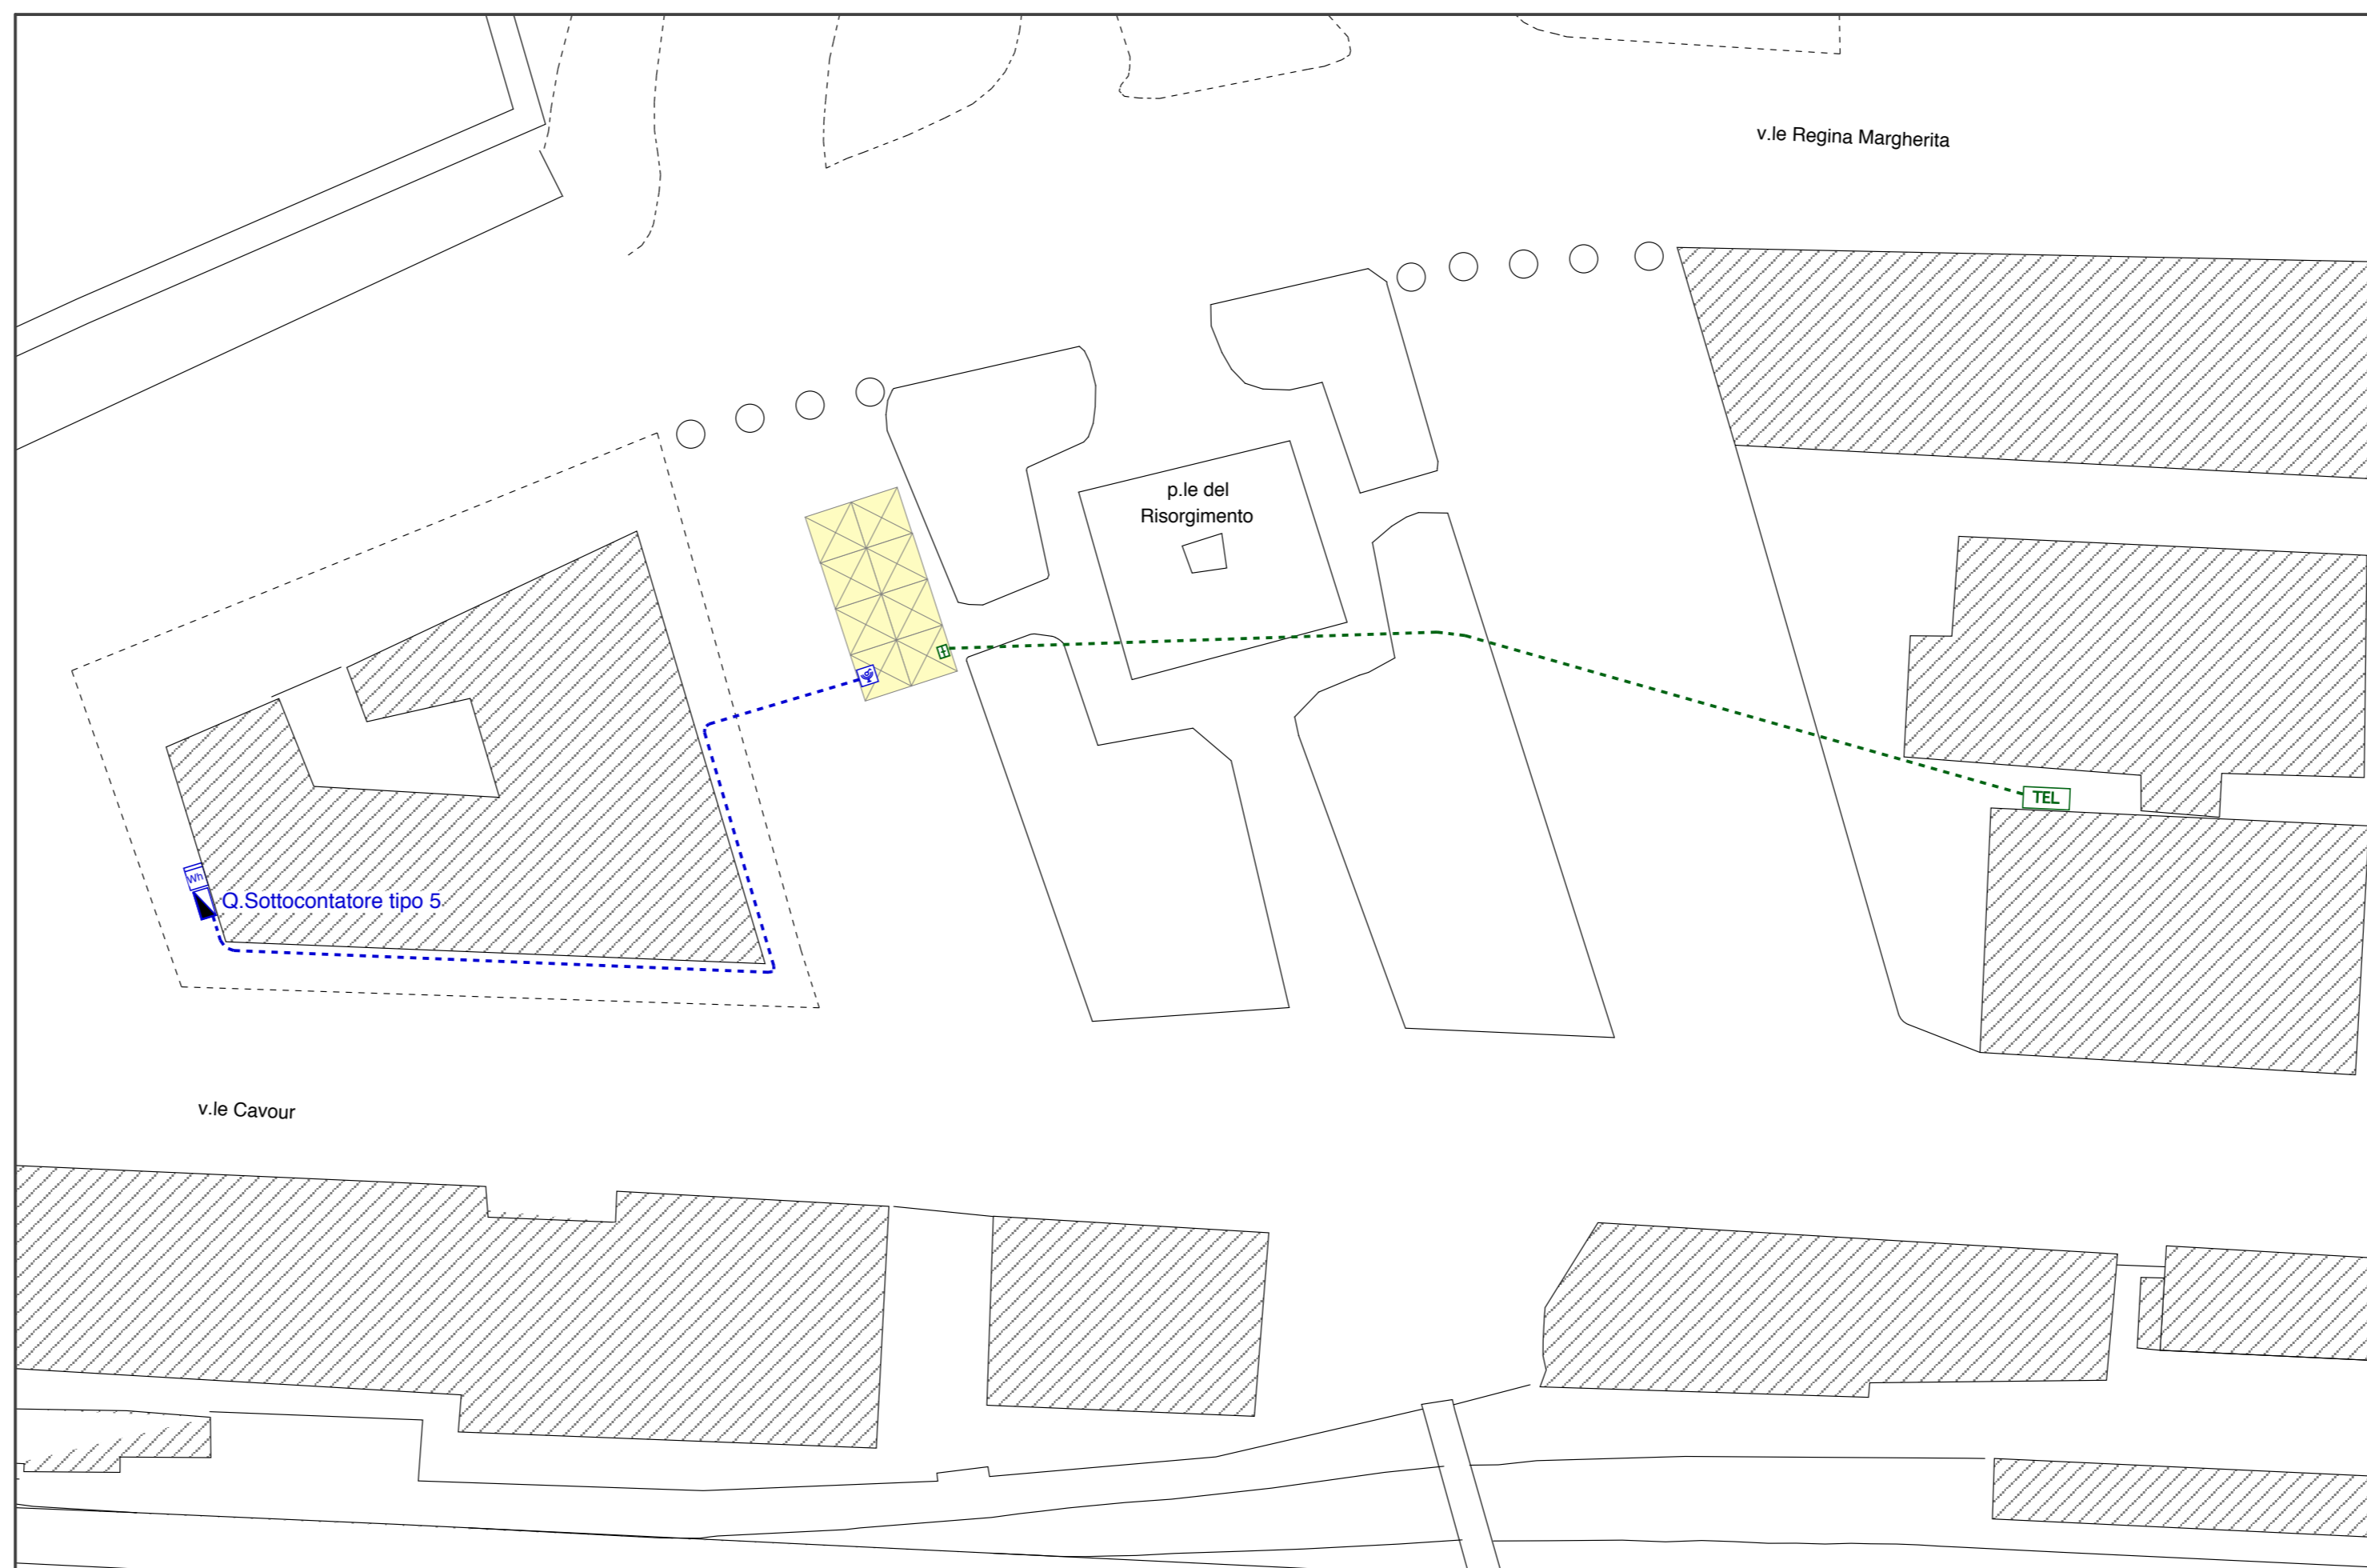 v.le Regina Margherita
p.le del
Risorgimento
TEL
Wh
Q.Sottocontatore tipo 5
v.le Cavour